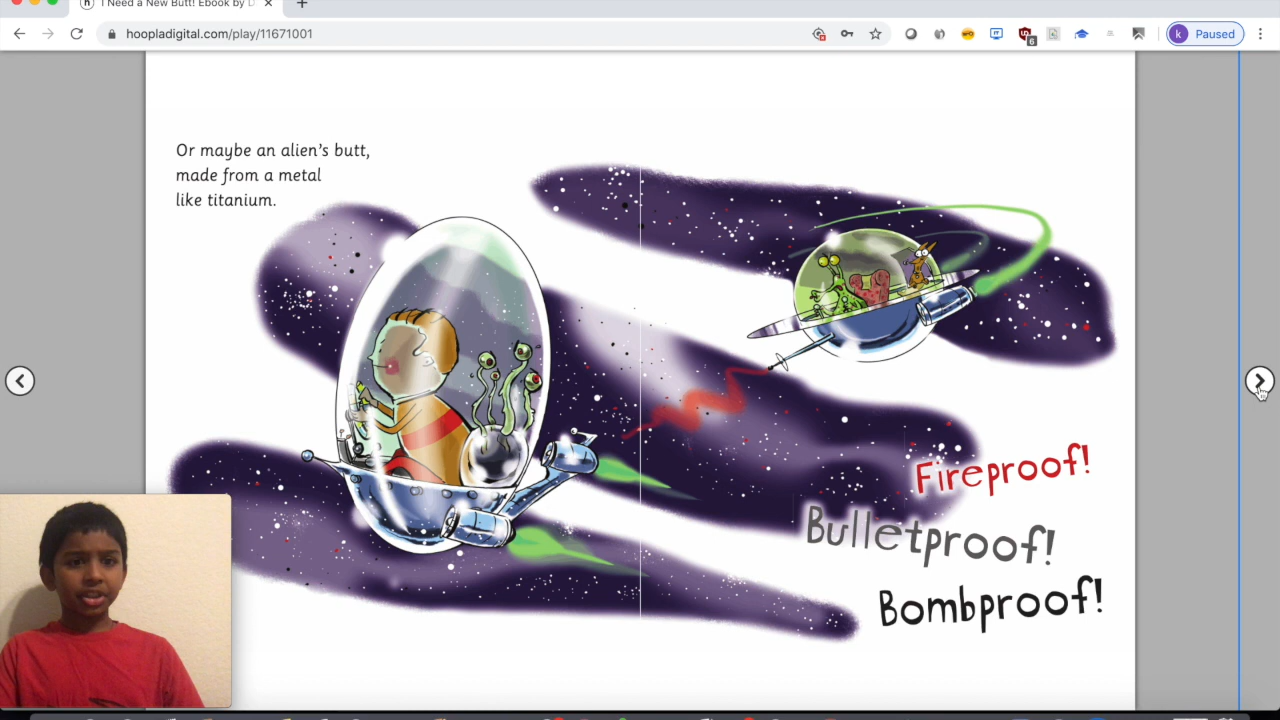 I Need a New Butt! Ebook by D
hoopladigital.com/play/11671001
6
k Paused
Or maybe an alien's butt,
made from a metal
like titanium.
Fireproof!
Bulletproof!
Bombproof!